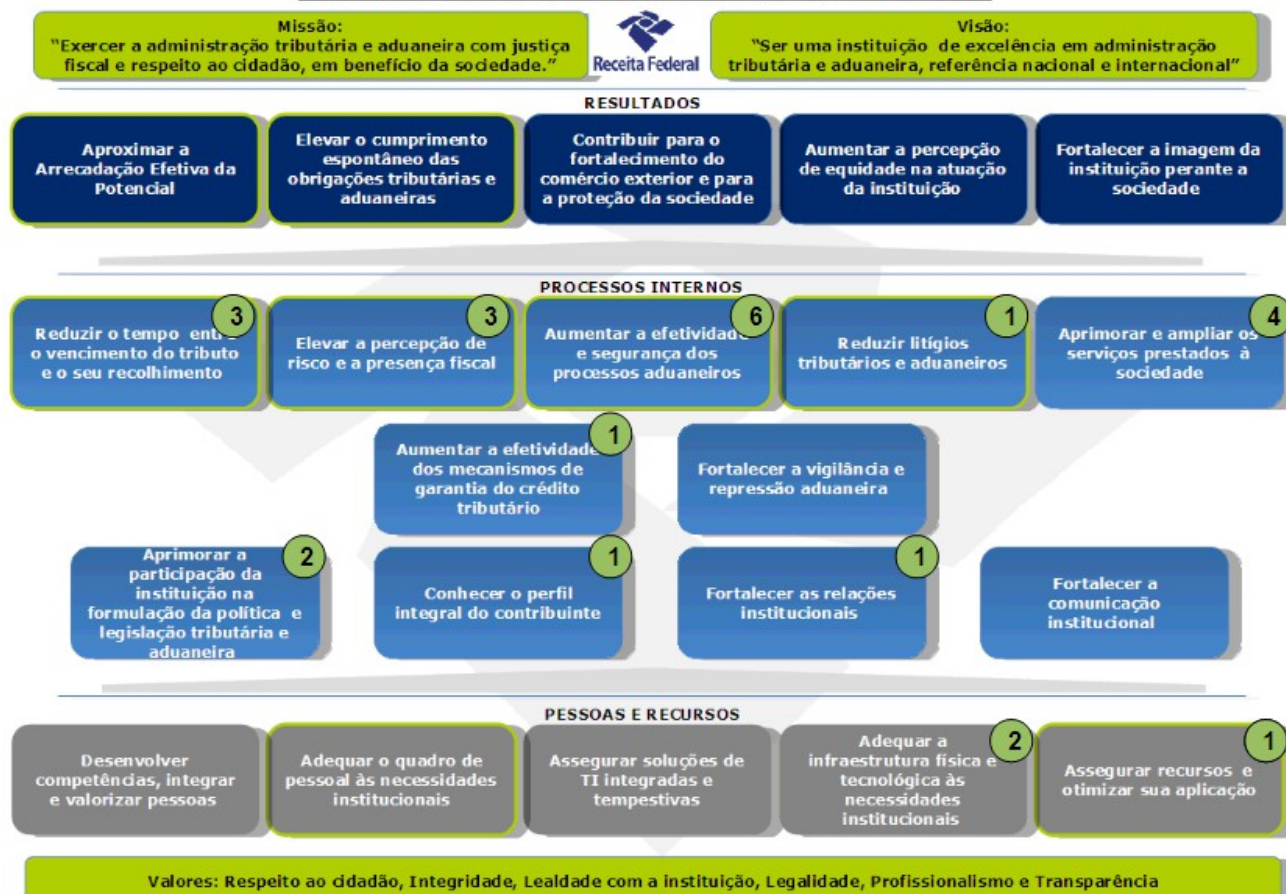 Missão:
"Exercer a administração tributária e aduaneira com justiça
fiscal e respeito ao cidadão, em benefício da sociedade."
Receita Federal
Visão:
"Ser uma instituição de excelência em administração
tributária e aduaneira, referência nacional e internacional"
RESULTADOS
Aproximar a
Arrecadação Efetiva da
Potencial
Elevar o cumprimento
espontâneo das
obrigações tributárias e
aduaneiras
Contribuir para o
fortalecimento do
comércio exterior e para
a proteção da sociedade
Aumentar a percepção
de equidade na atuação
da instituição
Fortalecer a imagem da
instituição perante a
sociedade
PROCESSOS INTERNOS
3
Reduzir o tempo entre
o vencimento do tributo
e o seu recolhimento
3
Elevar a percepção de
risco e a presença fiscal
6
Aumentar a efetividade
e segurança dos
processos aduaneiros
1
Reduzir litígios
tributários e aduaneiros
4
Aprimorar e ampliar os
serviços prestados à
sociedade
1
Aumentar a efetividade
dos mecanismos de
garantia do crédito
tributário
Fortalecer a vigilância e
repressão aduaneira
2
Aprimorar a
participação da
instituição na
formulação da política e
legislação tributária e
aduaneira
1
Conhecer o perfil
integral do contribuinte
1
Fortalecer as relações
institucionais
Fortalecer a
comunicação
institucional
PESSOAS E RECURSOS
Desenvolver
competências, integrar
e valorizar pessoas
Adequar o quadro de
pessoal às necessidades
institucionais
Assegurar soluções de
TI integradas e
tempestivas
2
Adequar a
infraestrutura física e
tecnológica às
necessidades
institucionais
1
Assegurar recursos e
otimizar sua aplicação
Valores: Respeito ao cidadão, Integridade, Lealdade com a instituição, Legalidade, Profissionalismo e Transparência